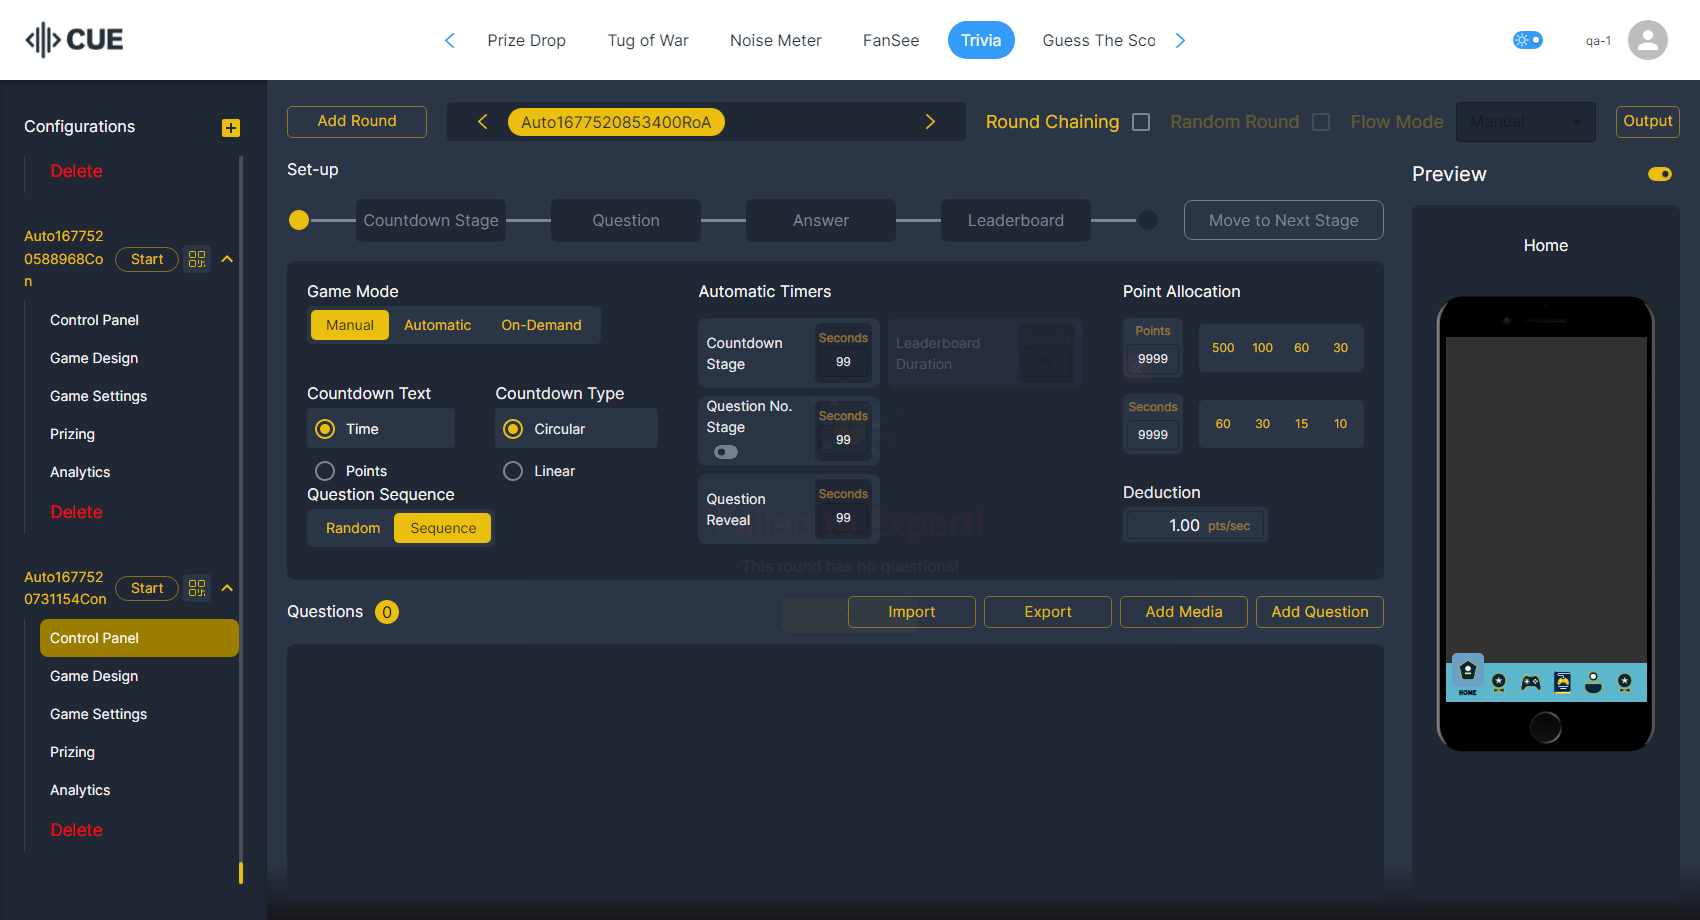 CUE
Prize Drop
Tug of War
Noise Meter
FanSee
Trivia
Guess The Sco
qa-1
Configurations
Delete
Auto167752
0588968Co
n
Start
Control Panel
Game Design
Game Settings
Prizing
Analytics
Delete
Auto167752
0731154Con
Start
Control Panel
Game Design
Game Settings
Prizing
Analytics
Delete
Add Round
Auto1677520853400RoA
Round Chaining
Random Round
Flow Mode
Manual
Output
Set-up
Countdown Stage
Question
Answer
Leaderboard
Move to Next Stage
Game Mode
Manual
Automatic
On-Demand
Countdown Text
Time
Points
Countdown Type
Circular
Linear
Question Sequence
Random
Sequence
Automatic Timers
Countdown
Stage
Seconds
99
Leaderboard
Duration
Question No.
Stage
Seconds
99
Question
Reveal
Seconds
99
Export!
This round has no questions!
Point Allocation
Points
9999
500
100
60
30
Seconds
9999
60
30
15
10
Deduction
1.00 pts/sec
Questions
0
Import
Export
Add Media
Add Question
Preview
Home
HOME